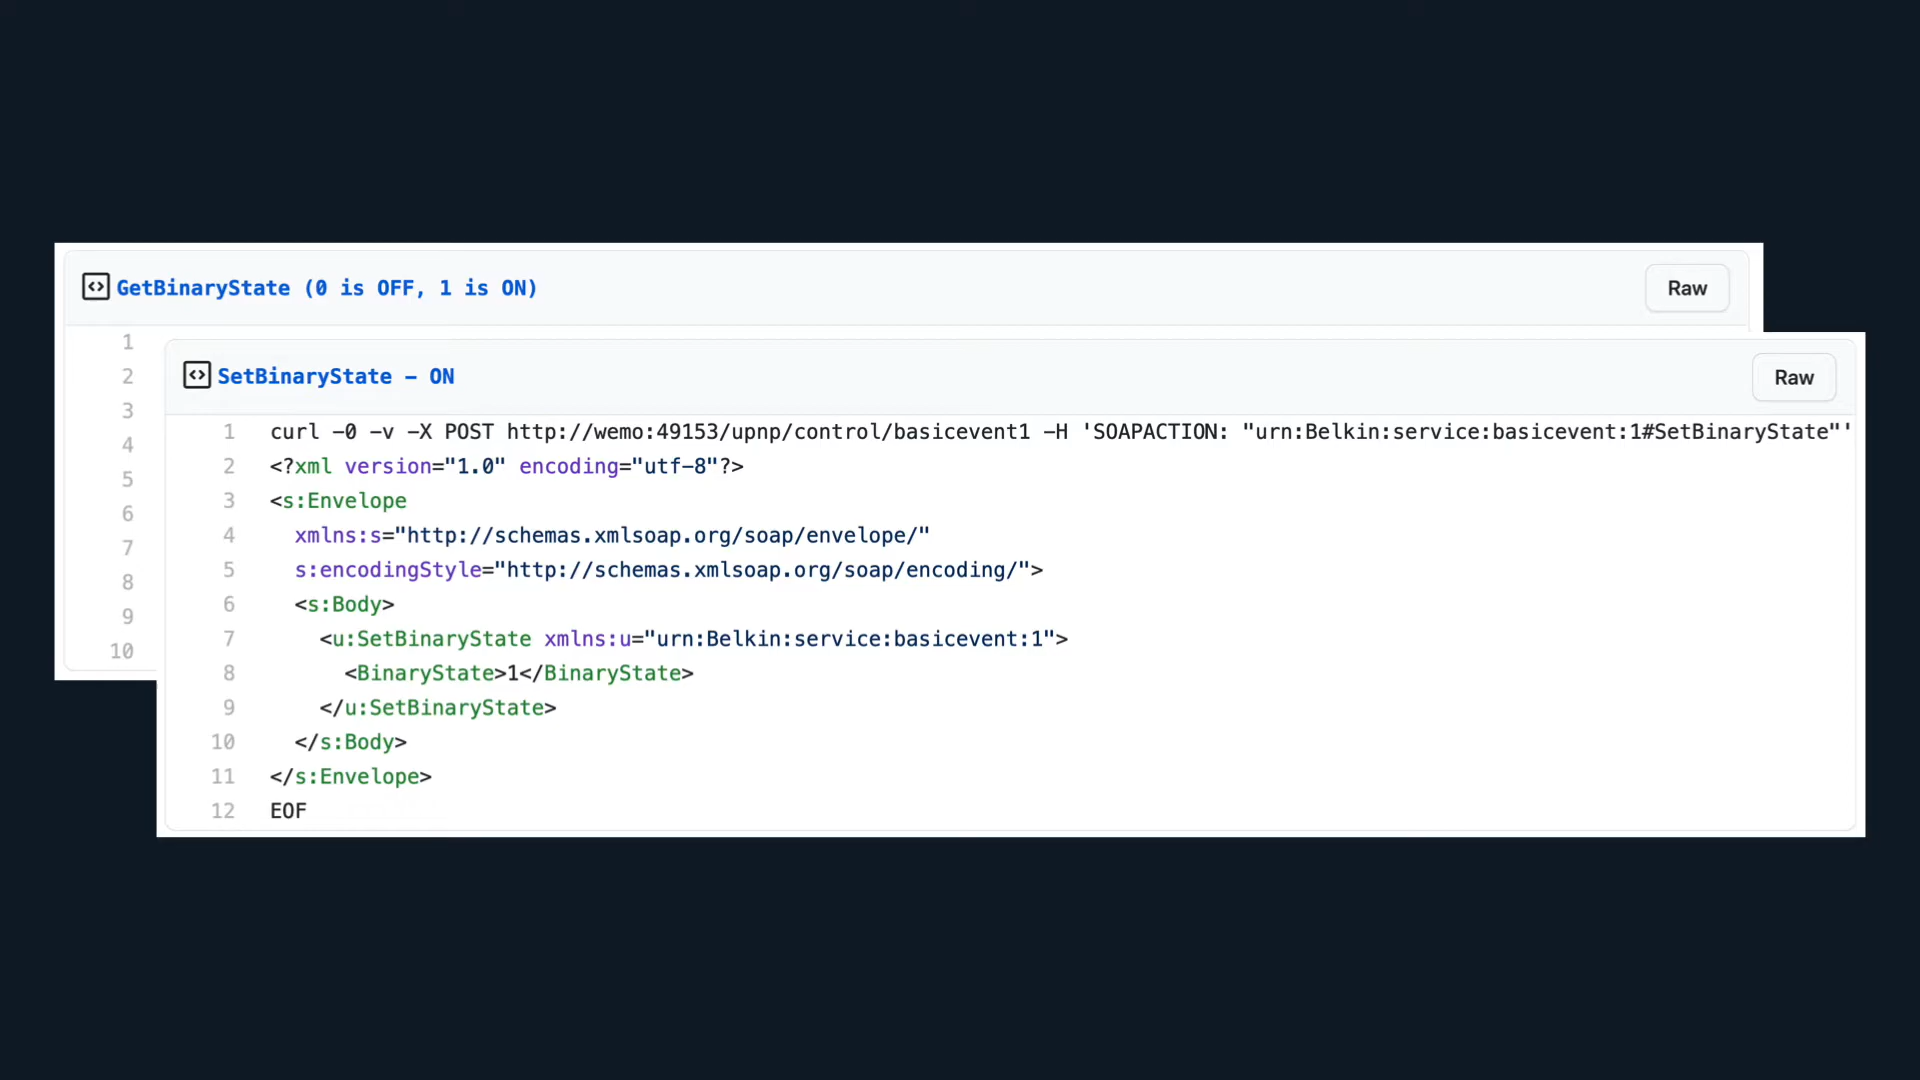 GetBinaryState (0 is OFF, 1 is ON)
Raw
1
2
3
4
5
6
7
8
9
10
SetBinaryState - ON
Raw
1 curl -0 -v -X POST http://wemo:49153/upnp/control/basicevent1 -H 'SOAPACTION: "urn:Belkin:service:basicevent:1#SetBinaryState"'
2 <?xml version="1.0" encoding="utf-8"?>
3 <s:Envelope
4   xmlns:s="http://schemas.xmlsoap.org/soap/envelope/"
5   s:encodingStyle="http://schemas.xmlsoap.org/soap/encoding/">
6   <s:Body>
7     <u:SetBinaryState xmlns:u="urn:Belkin:service:basicevent:1">
8       <BinaryState>1</BinaryState>
9     </u:SetBinaryState>
10   </s:Body>
11 </s:Envelope>
12 EOF